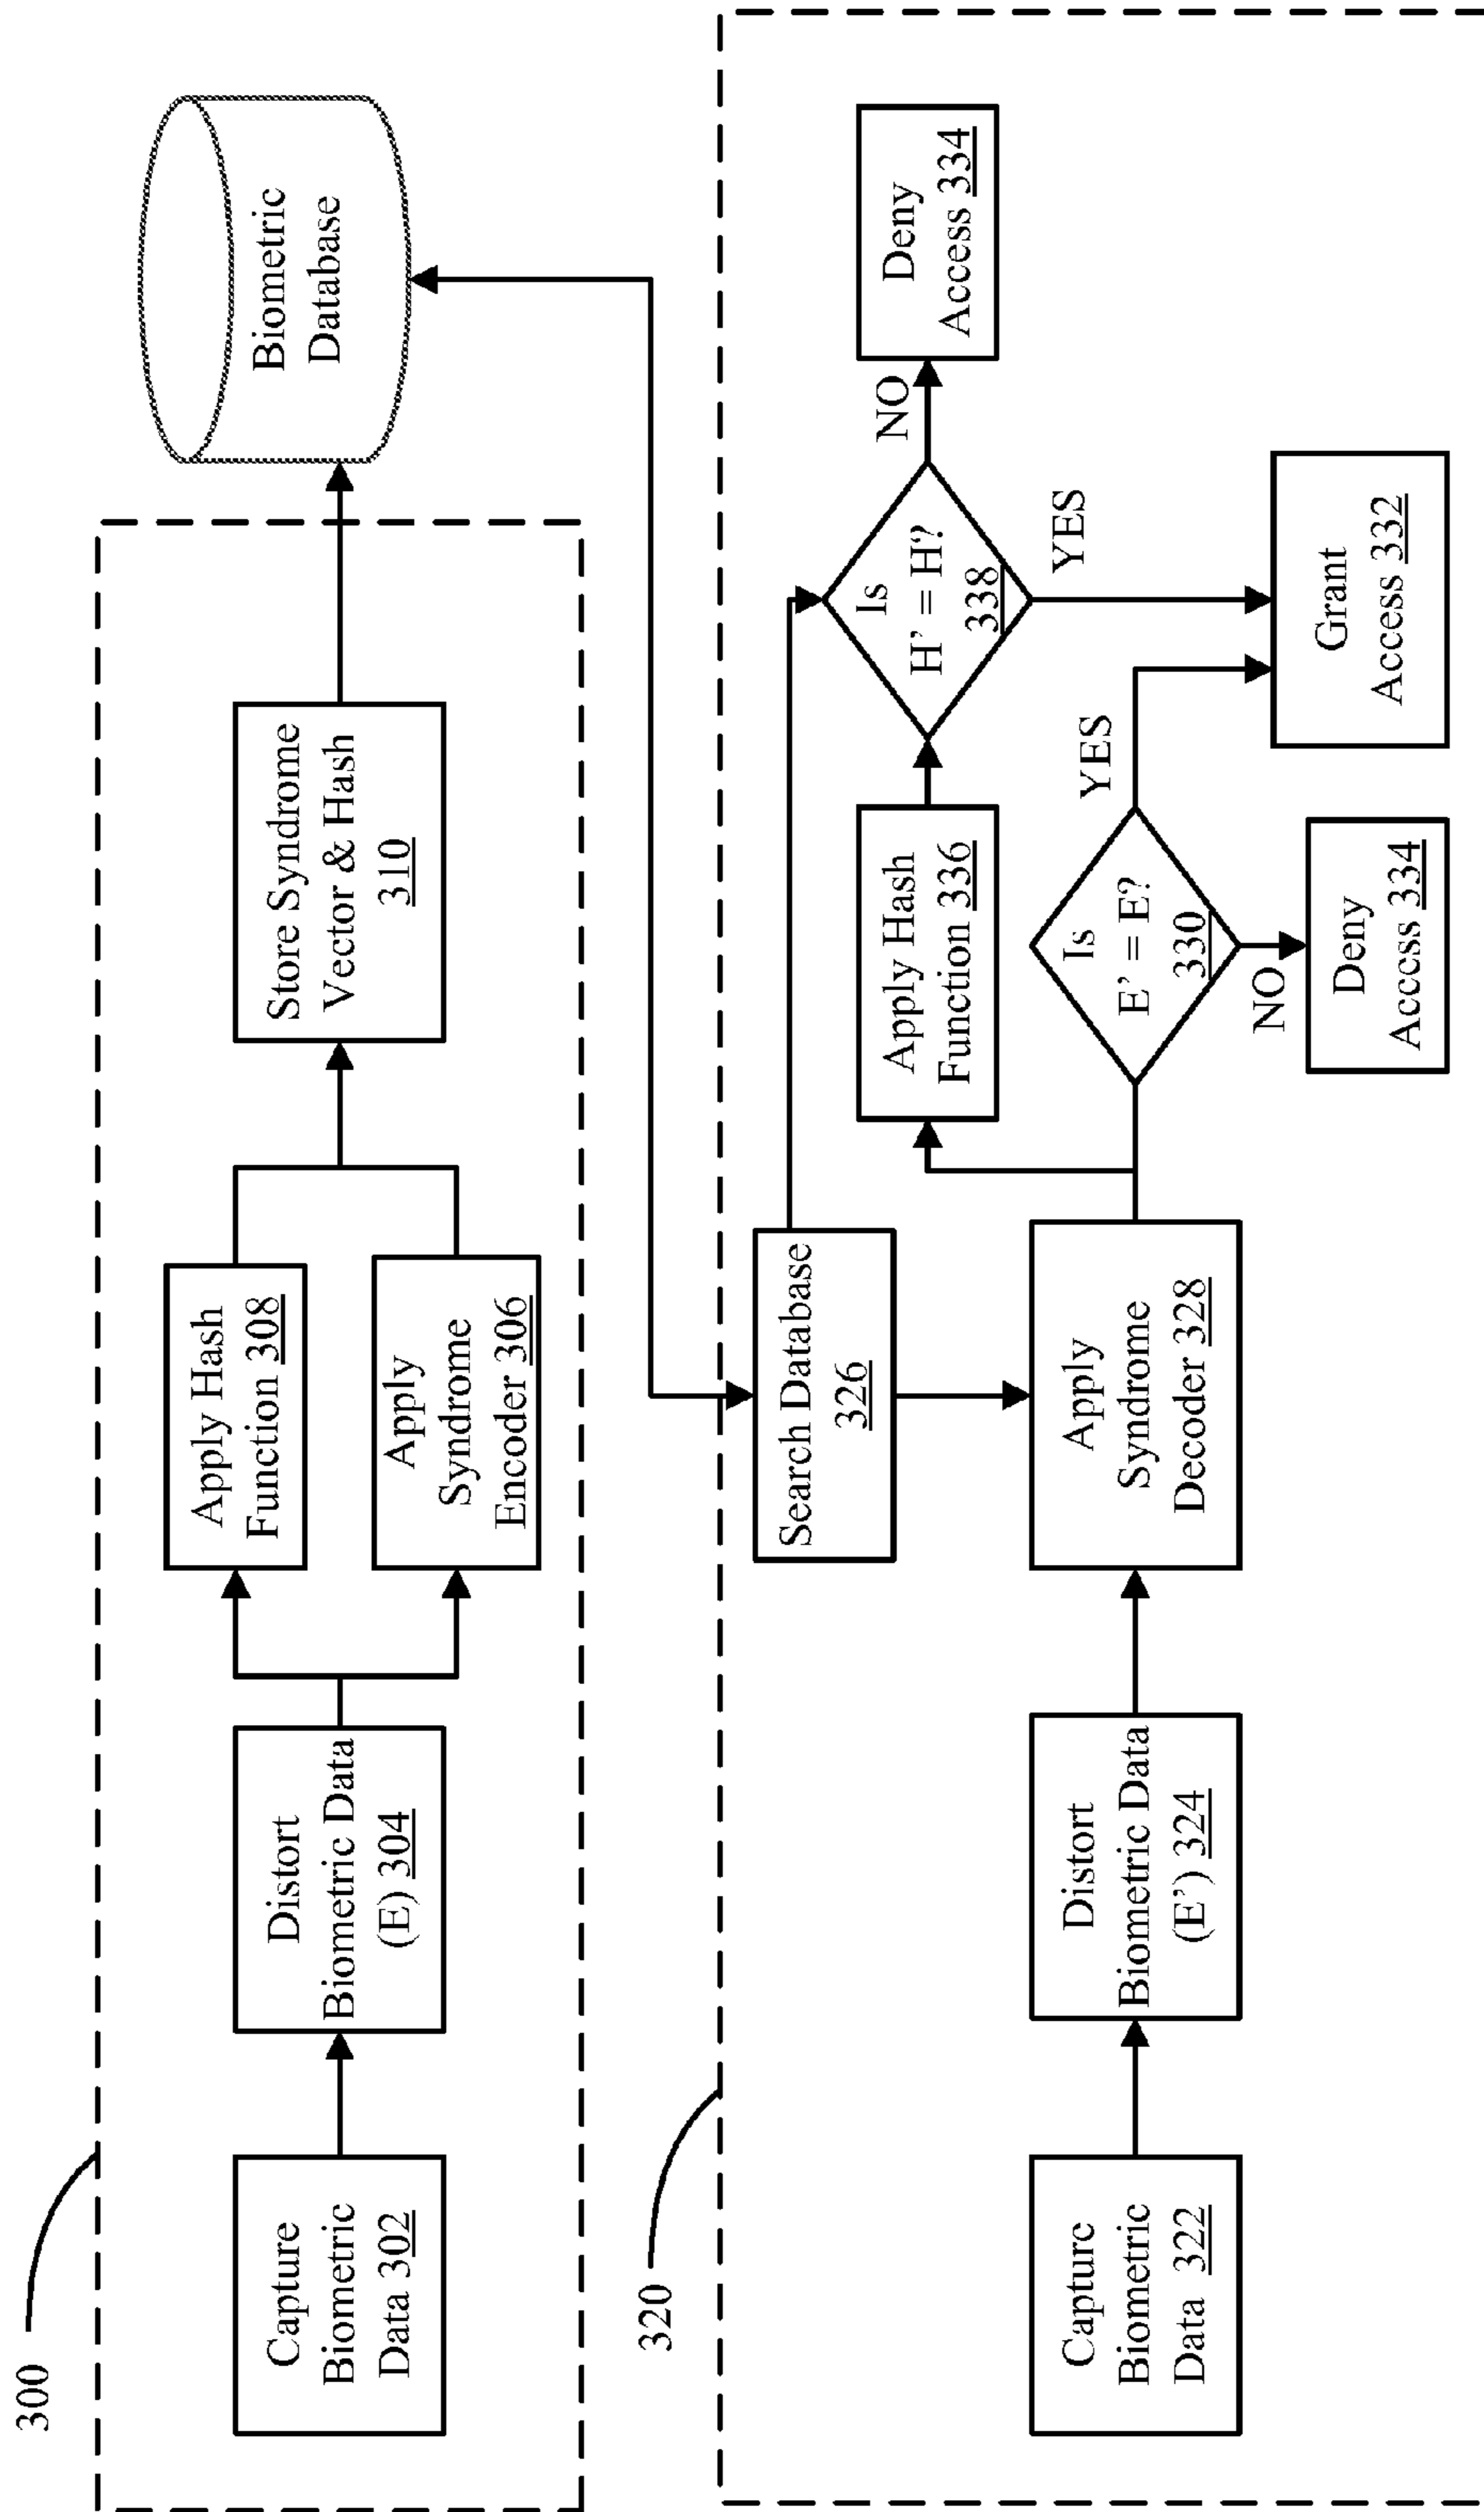 300
Capture
Biometric
Data 302
Distort
Biometric Data
(E) 304
Apply Hash
Function 308
Apply
Syndrome
Encoder 306
Store Syndrome
Vector & Hash
310
Biometric
Database
320
Capture
Biometric
Data 322
Distort
Biometric Data
(E') 324
Search Database
326
Apply
Syndrome
Decoder 328
Apply Hash
Function 336
Is
H' = H?
338
NO
Deny
Access 334
YES
Is
E' = E?
330
YES
NO
Deny
Access 334
Grant
Access 332